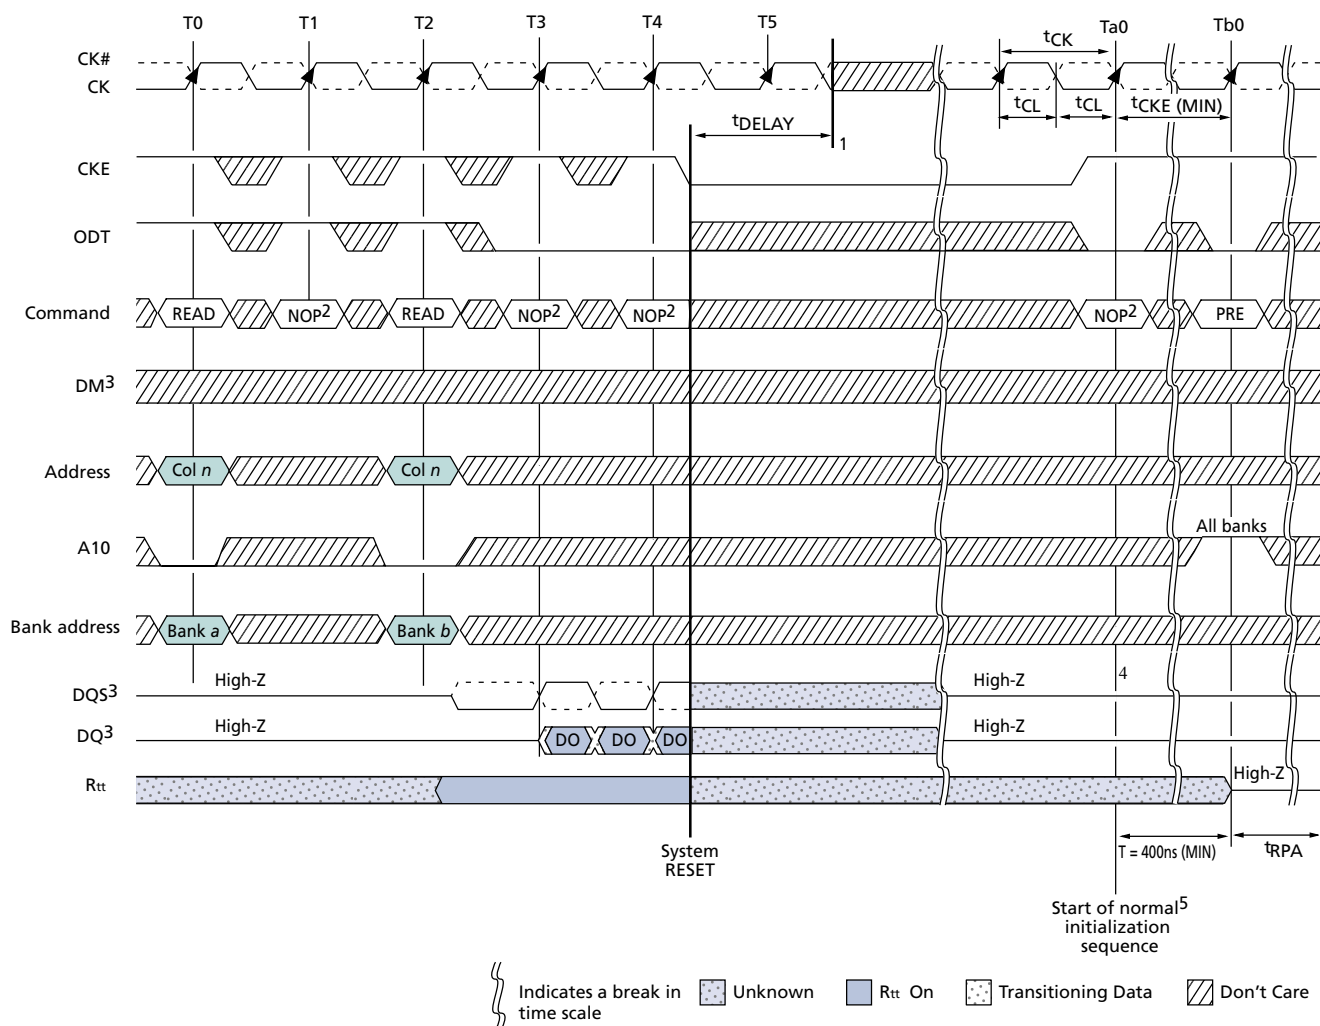 T0 T1 T2 T3 T4 T5 Ta0 Tb0
tCK
CK#
CK
tCL tCL tCKE (MIN)
tDELAY
1
CKE
ODT
Command READ NOP2 READ NOP2 NOP2 NOP2 PRE
DM3
Address Col n Col n
All banks
A10
Bank address Bank a Bank b
DQS3 High-Z High-Z 4
DQ3 High-Z DO DO DO High-Z
Rtt High-Z
System
RESET
T = 400ns (MIN) tRPA
Start of normal5
initialization
sequence
Indicates a break in
time scale
Unknown
Rtt On
Transitioning Data
Don't Care